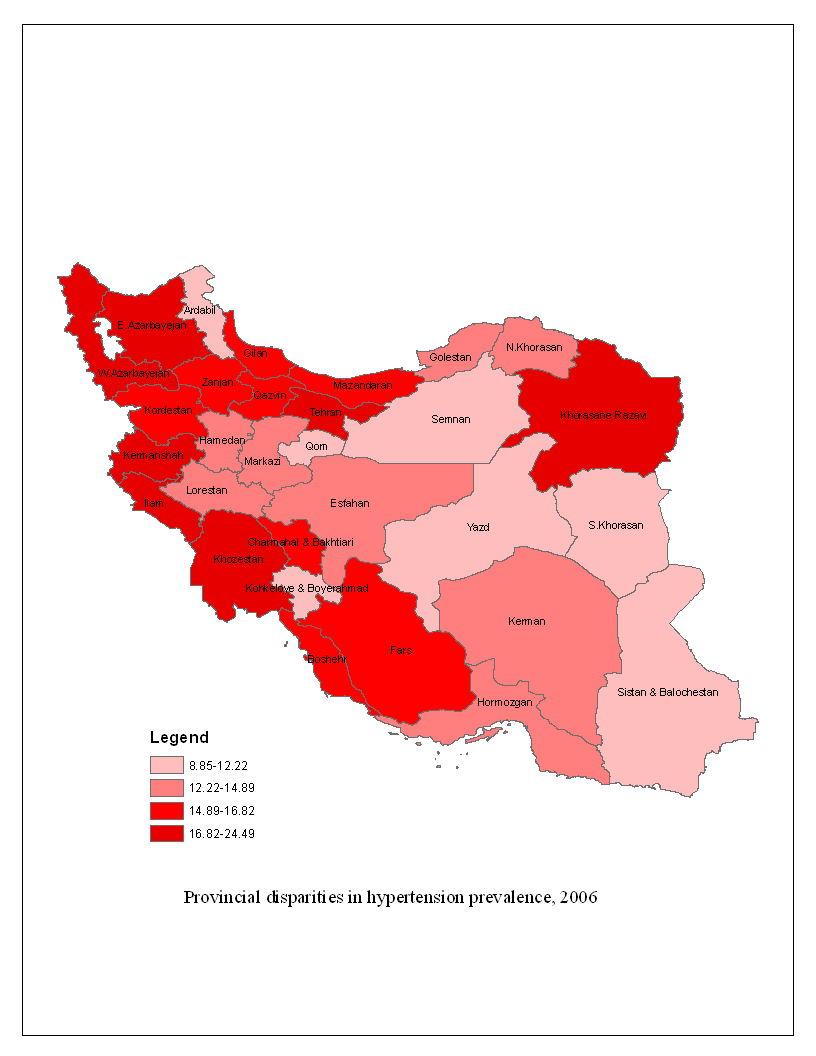 Ardabil
E.Azarbayejan
Gilan
N.Khorasan
Golestan
W.Azarbayejan
Zanjan
Mazandaran
Qazvin
Kordestan
Tehran
Khorasane Razavi
Semnan
Hamedan
Qom
Kermanshah
Markazi
Lorestan
Ilam
Esfahan
Yazd
S.Khorasan
Charmahal & Bakhtiari
Khozestan
Kohkeloye & Boyerahmad
Kerman
Fars
Boshehr
Sistan & Balochestan
Hormozgan
Legend
8.85-12.22
12.22-14.89
14.89-16.82
16.82-24.49
Provincial disparities in hypertension prevalence, 2006